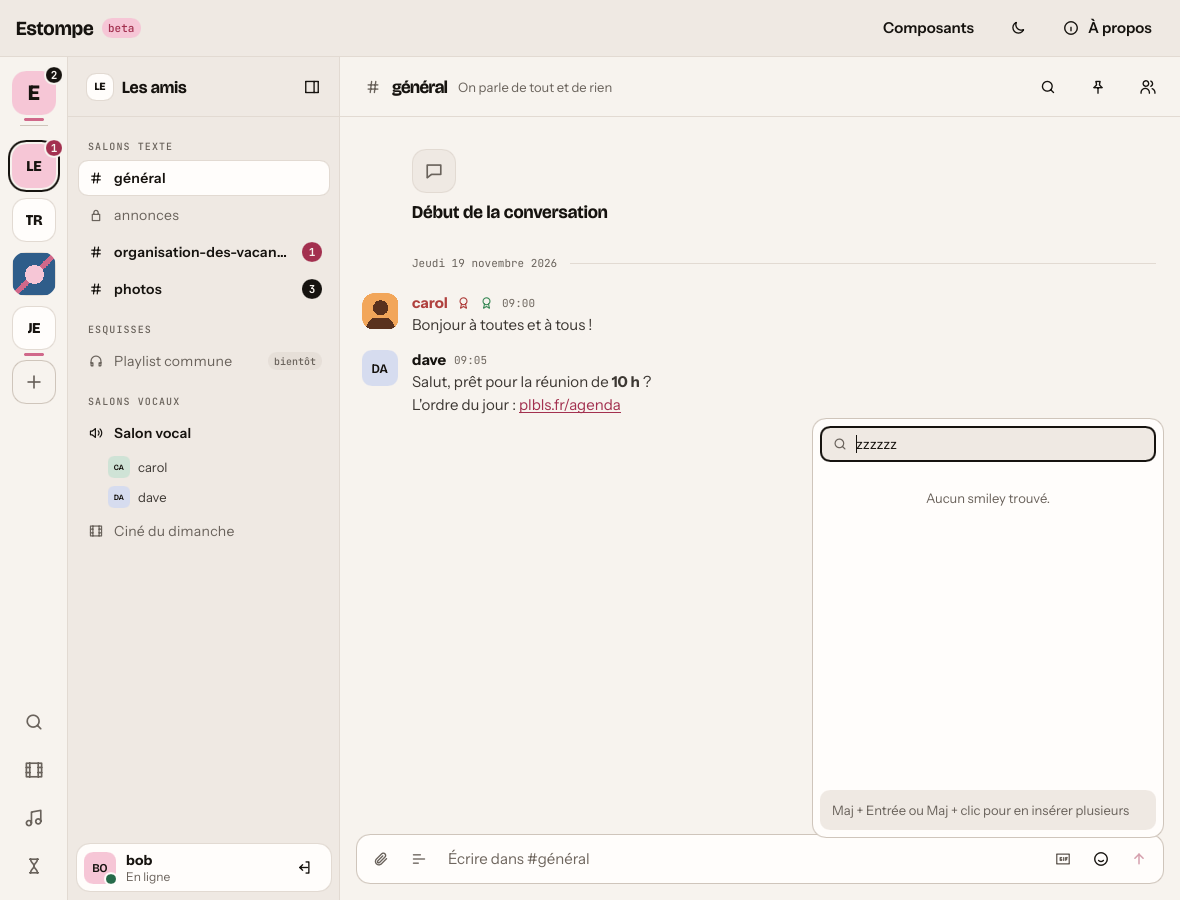 Estompe beta
Composants
À propos
E 2
LE 1
TR
JE
LE Les amis
SALONS TEXTE
# général
annonces
# organisation-des-vacan... 1
# photos 3
ESQUISSES
Playlist commune bientôt
SALONS VOCAUX
Salon vocal
CA carol
DA dave
Ciné du dimanche
BO bob
En ligne
# général On parle de tout et de rien
Début de la conversation
Jeudi 19 novembre 2026
carol 09:00
Bonjour à toutes et à tous !
DA dave 09:05
Salut, prêt pour la réunion de 10 h ?
L'ordre du jour : plbls.fr/agenda
zzzzzz
Aucun smiley trouvé.
Maj + Entrée ou Maj + clic pour en insérer plusieurs
Écrire dans #général
GIF